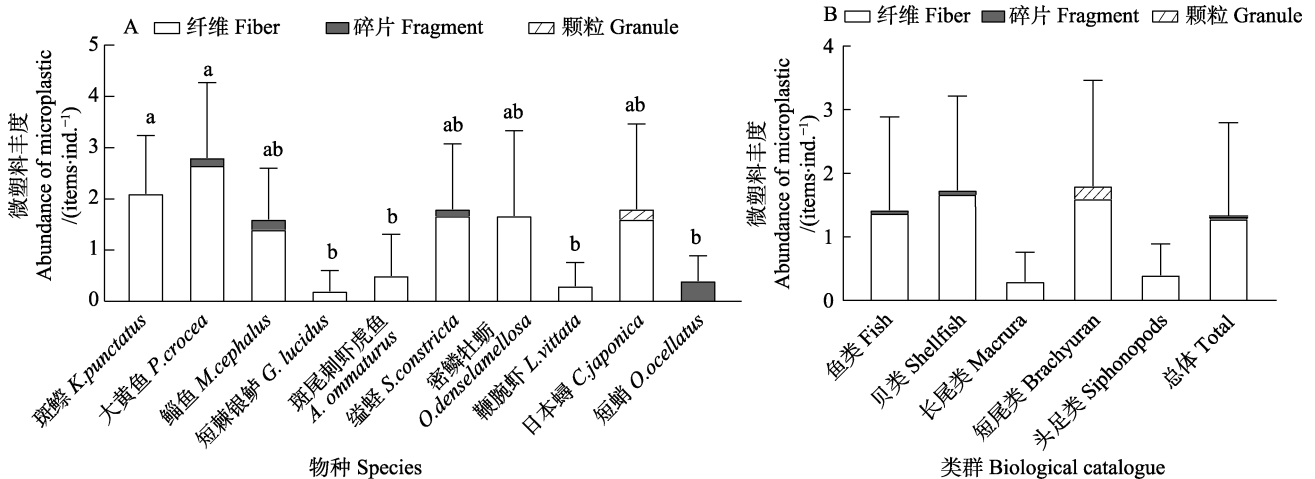 A
纤维 Fiber
碎片 Fragment
颗粒 Granule
微塑料丰度
Abundance of microplastic
/(items·ind.⁻¹)
5
4
3
2
1
0
a
a
ab
b
b
ab
ab
b
ab
b
斑鰶 K.punctatus
大黄鱼 P.crocea
鲻鱼 M.cephalus
短棘银鲈 G.lucidus
斑尾刺虾虎鱼
A. ommaturus
缢蛏 S.constricta
密鳞牡蛎
O.denselamellosa
鞭腕虾 L.vittata
日本蟳 C.japonica
短蛸 O.ocellatus
物种 Species
B
纤维 Fiber
碎片 Fragment
颗粒 Granule
微塑料丰度
Abundance of microplastic
/(items·ind.⁻¹)
4
3
2
1
0
鱼类 Fish
贝类 Shellfish
长尾类 Macrura
短尾类 Brachyuran
头足类 Siphonopods
总体 Total
类群 Biological catalogue